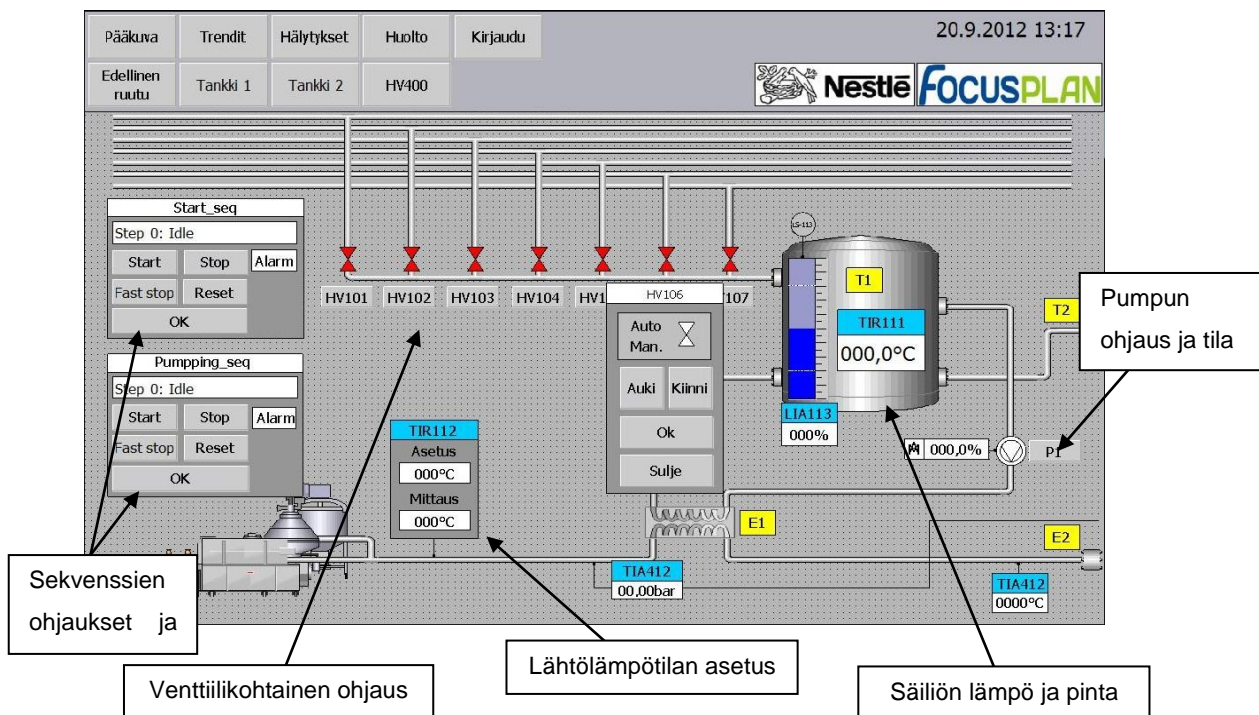 Pääkuva
Trendit
Hälytykset
Huolto
Kirjaudu
20.9.2012 13:17
Edellinen
ruutu
Tankki 1
Tankki 2
HV400
Nestlé
FOCUSPLAN
Start_seq
Step 0: Idle
Start
Stop
Alarm
Fast stop
Reset
OK
Pumpping_seq
Step 0: Idle
Start
Stop
Alarm
Fast stop
Reset
OK
HV101
HV102
HV103
HV104
HV1
107
HV106
Auto
Man.
Auki
Kiinni
Ok
Sulje
LS-113
T1
TIR111
000,0°C
LIA113
000%
T2
000,0%
P1
TIR112
Asetus
000°C
Mittaus
000°C
E1
E2
TIA412
00,00bar
TIA412
0000°C
Pumpun
ohjaus ja tila
Sekvenssien
ohjaukset ja
Venttiilikohtainen ohjaus
Lähtölämpötilan asetus
Säiliön lämpö ja pinta